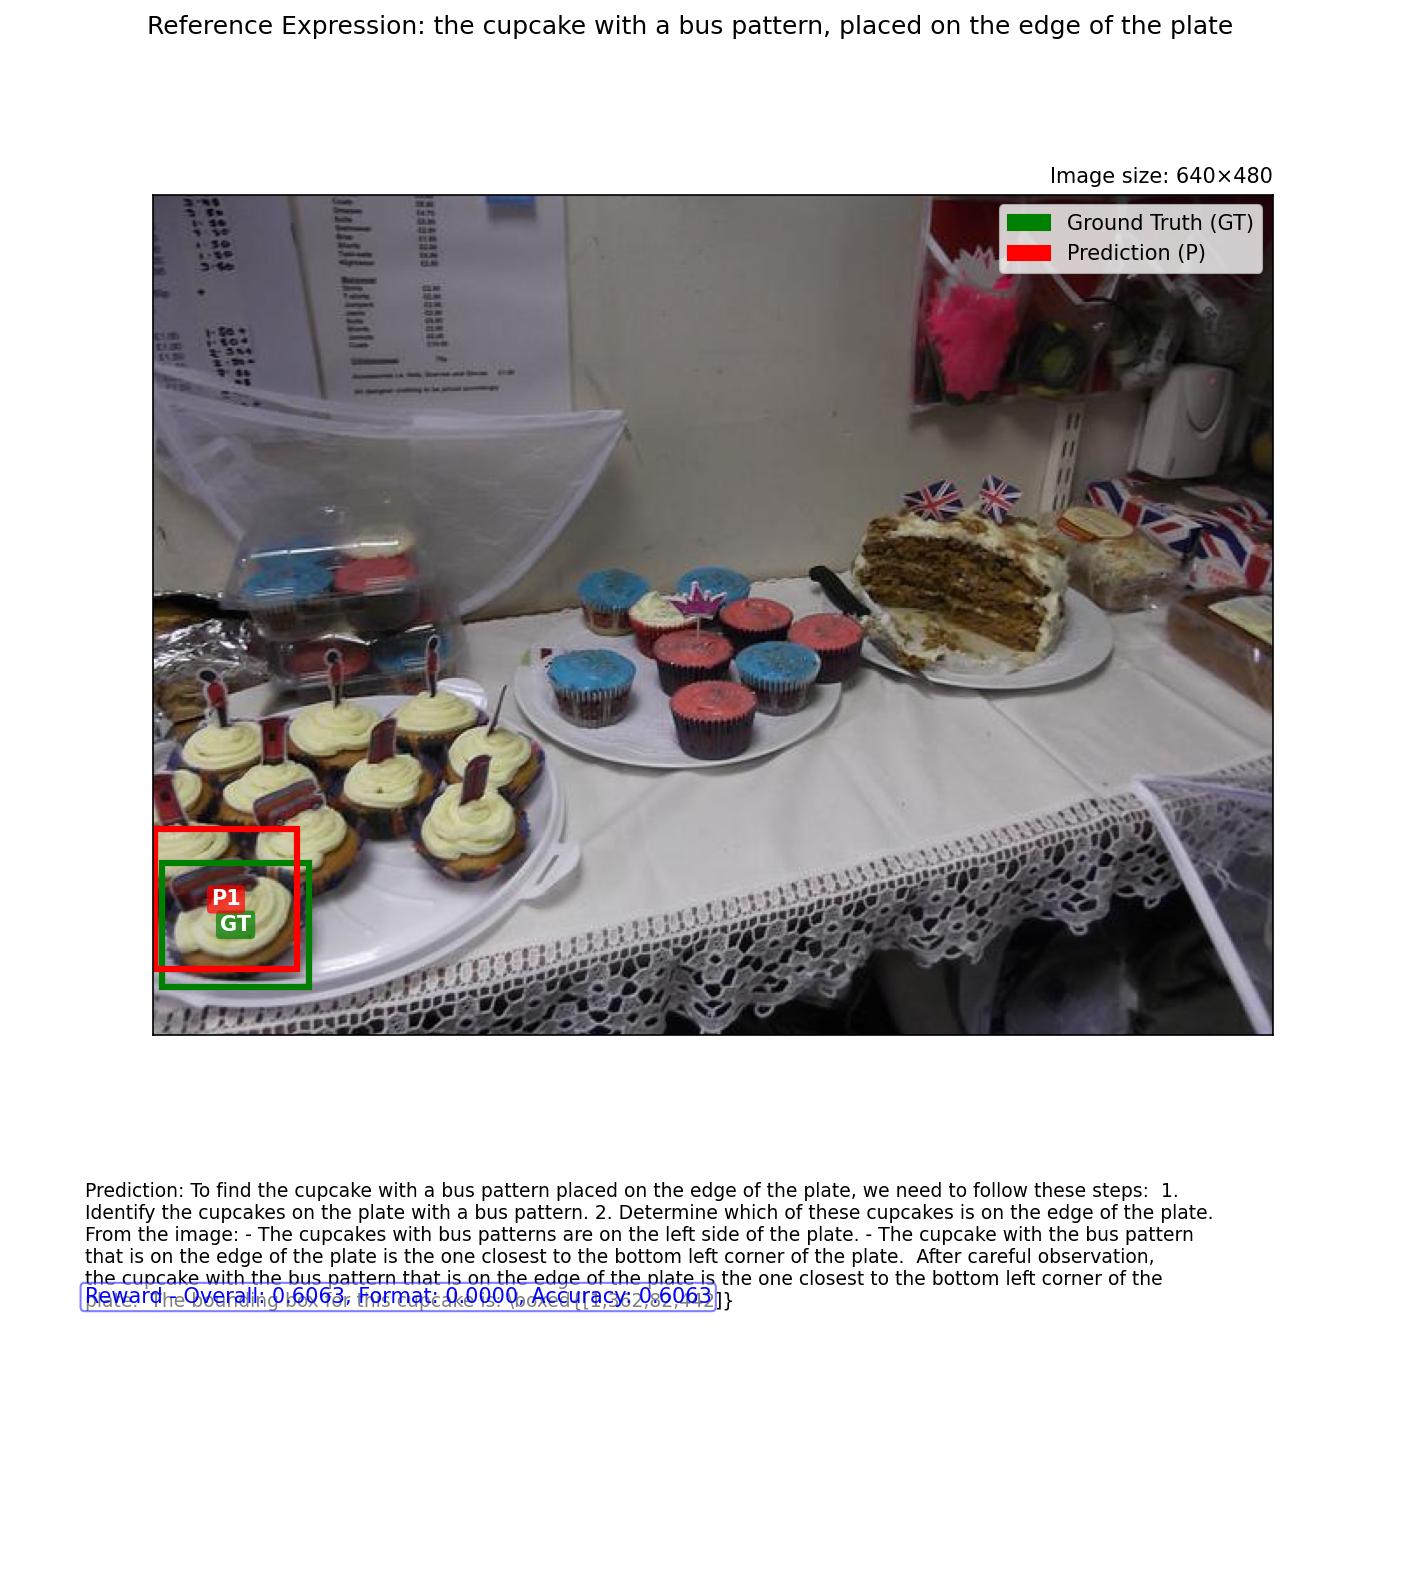 Reference Expression: the cupcake with a bus pattern, placed on the edge of the plate
Image size: 640×480
Ground Truth (GT)
Prediction (P)
P1
GT
Prediction: To find the cupcake with a bus pattern placed on the edge of the plate, we need to follow these steps:  1.
Identify the cupcakes on the plate with a bus pattern. 2. Determine which of these cupcakes is on the edge of the plate.
From the image: - The cupcakes with bus patterns are on the left side of the plate. - The cupcake with the bus pattern
that is on the edge of the plate is the one closest to the bottom left corner of the plate.  After careful observation,
the cupcake with the bus pattern that is on the edge of the plate is the one closest to the bottom left corner of the
plate.  The bounding box for this cupcake is: \boxed{[1,362,82,442]}
Reward - Overall: 0.6063, Format: 0.0000, Accuracy: 0.6063